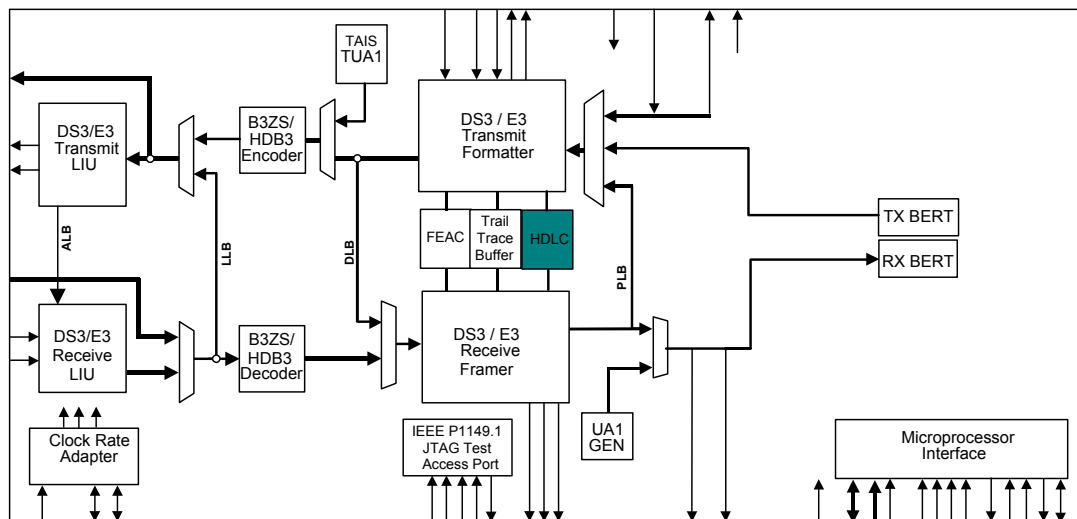 TAIS
TUA1
DS3/E3
Transmit
LIU
B3ZS/
HDB3
Encoder
DS3 / E3
Transmit
Formatter
FEAC
Trail
Trace
Buffer
HDLC
TX BERT
RX BERT
ALB
LLB
DLB
PLB
DS3/E3
Receive
LIU
B3ZS/
HDB3
Decoder
DS3 / E3
Receive
Framer
Clock Rate
Adapter
IEEE P1149.1
JTAG Test
Access Port
UA1
GEN
Microprocessor
Interface